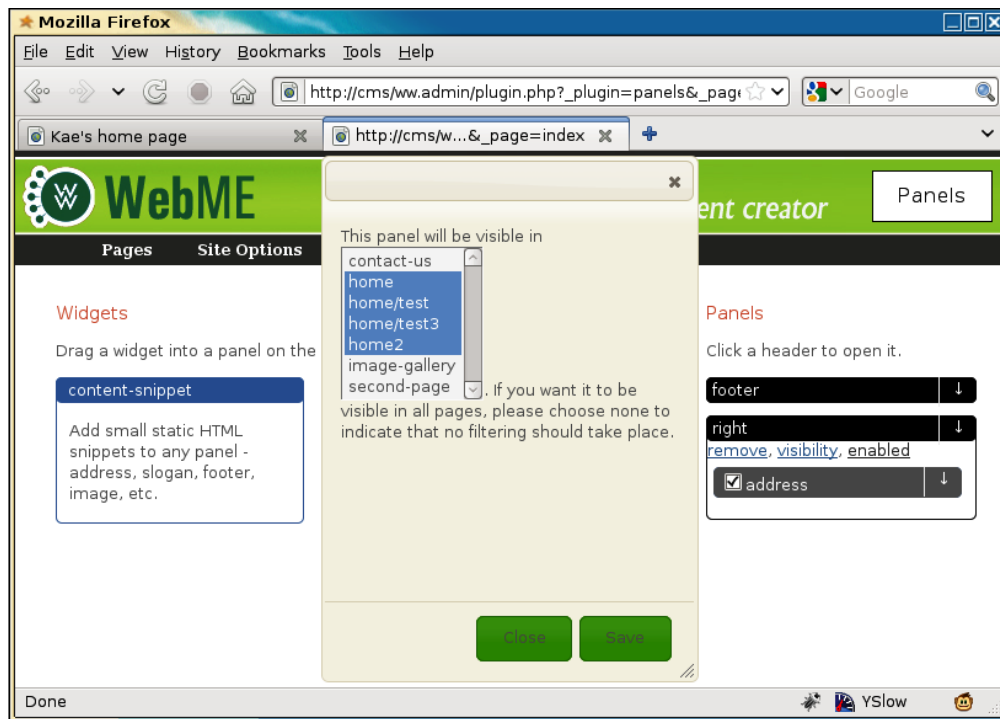 Mozilla Firefox
File Edit View History Bookmarks Tools Help
http://cms/ww.admin/plugin.php?_plugin=panels&_page Google
Kae's home page http://cms/w...&_page=index
WebME ent creator Panels
Pages Site Options
This panel will be visible in
contact-us
home
home/test
home/test3
home2
image-gallery
second-page
. If you want it to be
visible in all pages, please choose none to
indicate that no filtering should take place.
Close Save
Widgets
Drag a widget into a panel on the
content-snippet
Add small static HTML
snippets to any panel -
address, slogan, footer,
image, etc.
Panels
Click a header to open it.
footer ↓
right ↓
remove, visibility, enabled
address ↓
Done YSlow